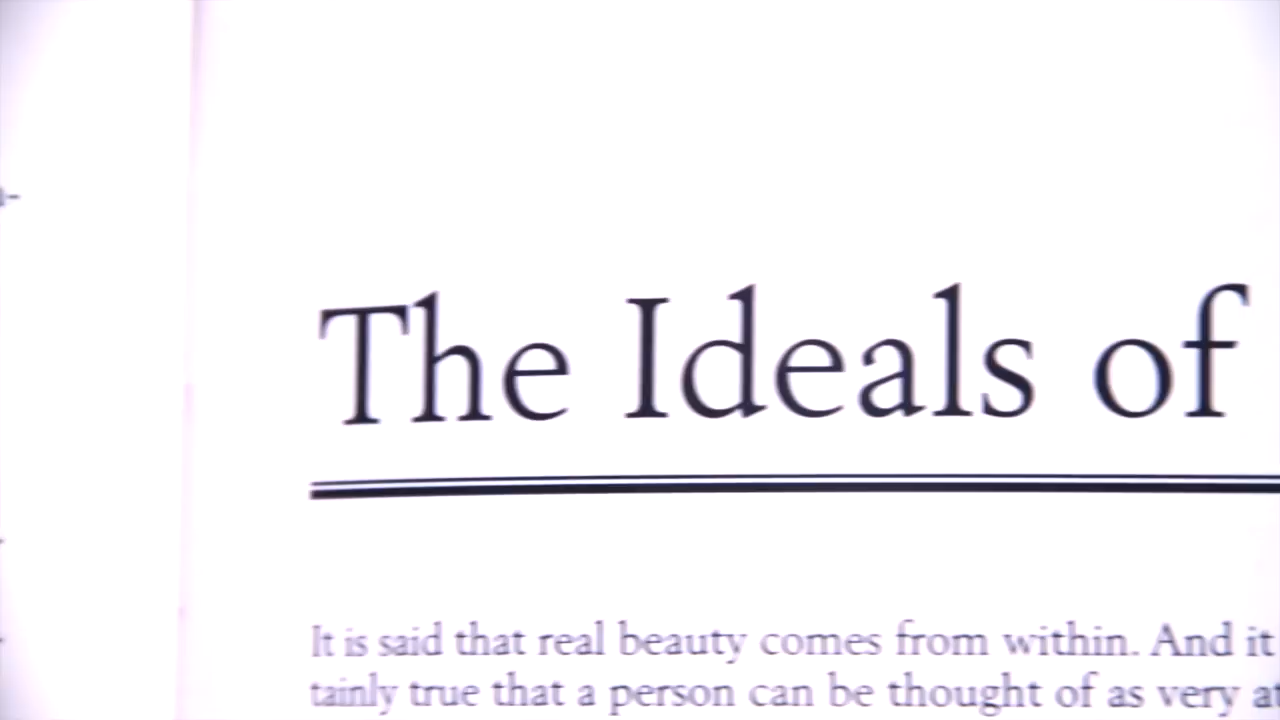 The Ideals of
It is said that real beauty comes from within. And it
tainly true that a person can be thought of as very